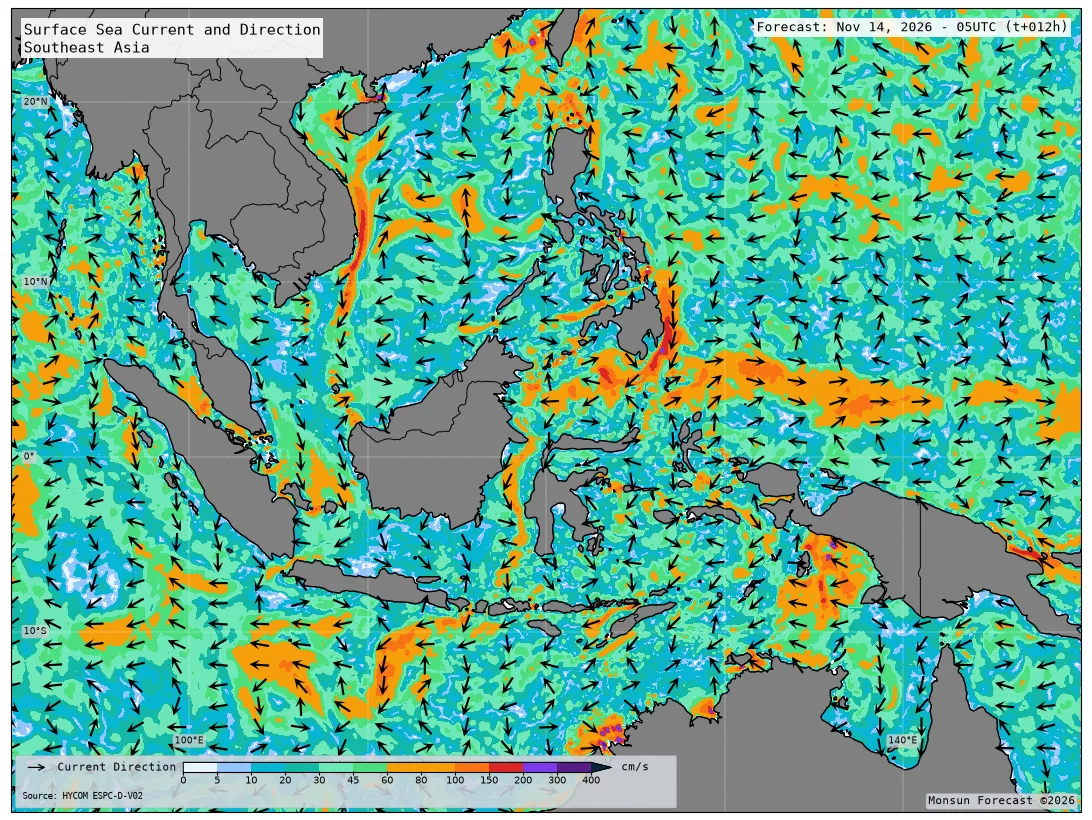 Surface Sea Current and Direction
Southeast Asia
Forecast: Nov 14, 2026 - 05UTC (t+012h)
20°N
10°N
0°
10°S
100°E
140°E
Current Direction
0 5 10 20 30 45 60 80 100 150 200 300 400 cm/s
Source: HYCOM ESPC-D-V02
Monsun Forecast ©2026